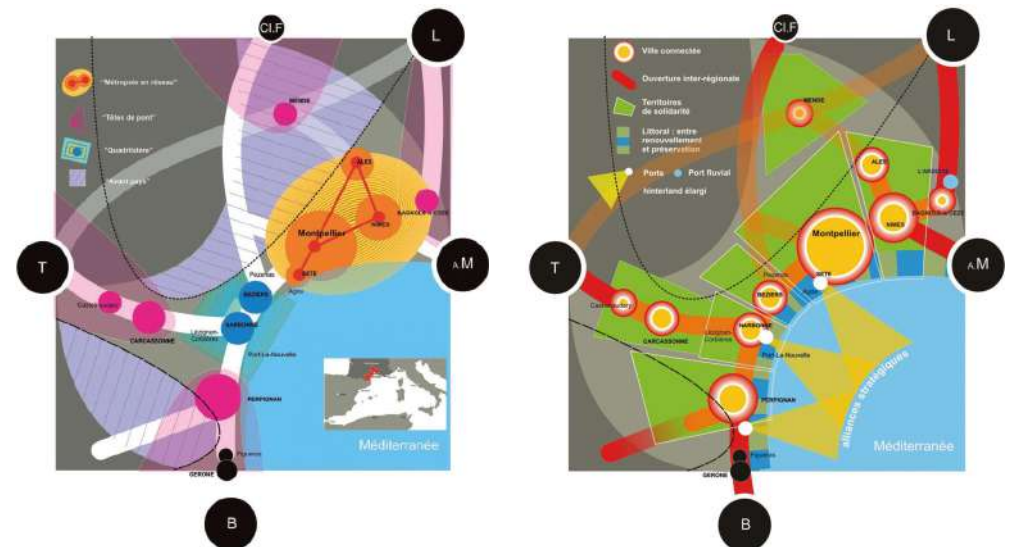 Cl.F
L
"Métropole en réseau"
"Têtes de pont"
"Quadrilatère"
"Avant pays"
MENDE
ALES
BAGNOLS S/ CEZE
NIMES
Montpellier
SETE
Agde
Pezenas
BEZIERS
T
A.M
Castelnaudary
CARCASSONNE
Lézignan-
Corbières
NARBONNE
Port-La-Nouvelle
PERPIGNAN
Méditerranée
Figueres
GERONE
B
Cl.F
L
Ville connectée
Ouverture inter-régionale
Territoires
de solidarité
Littoral : entre
renouvellement
et préservation
Ports
Port fluvial
hinterland élargi
MENDE
ALES
L'ARDOISE
BAGNOLS S/ CEZE
NIMES
Montpellier
SETE
Agde
Pezenas
BEZIERS
T
A.M
Castelnaudary
CARCASSONNE
Lézignan-
Corbières
NARBONNE
Port-La-Nouvelle
PERPIGNAN
alliances stratégiques
Méditerranée
Figueres
GERONE
B